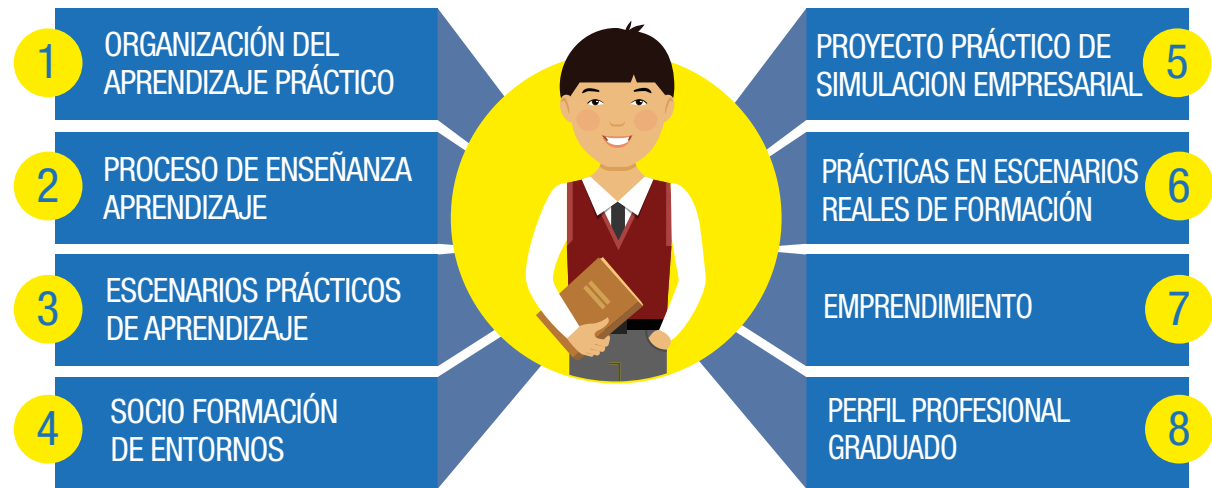 1
ORGANIZACIÓN DEL
APRENDIZAJE PRÁCTICO
2
PROCESO DE ENSEÑANZA
APRENDIZAJE
3
ESCENARIOS PRÁCTICOS
DE APRENDIZAJE
4
SOCIO FORMACIÓN
DE ENTORNOS
PROYECTO PRÁCTICO DE
SIMULACION EMPRESARIAL
5
PRÁCTICAS EN ESCENARIOS
REALES DE FORMACIÓN
6
EMPRENDIMIENTO
7
PERFIL PROFESIONAL
GRADUADO
8